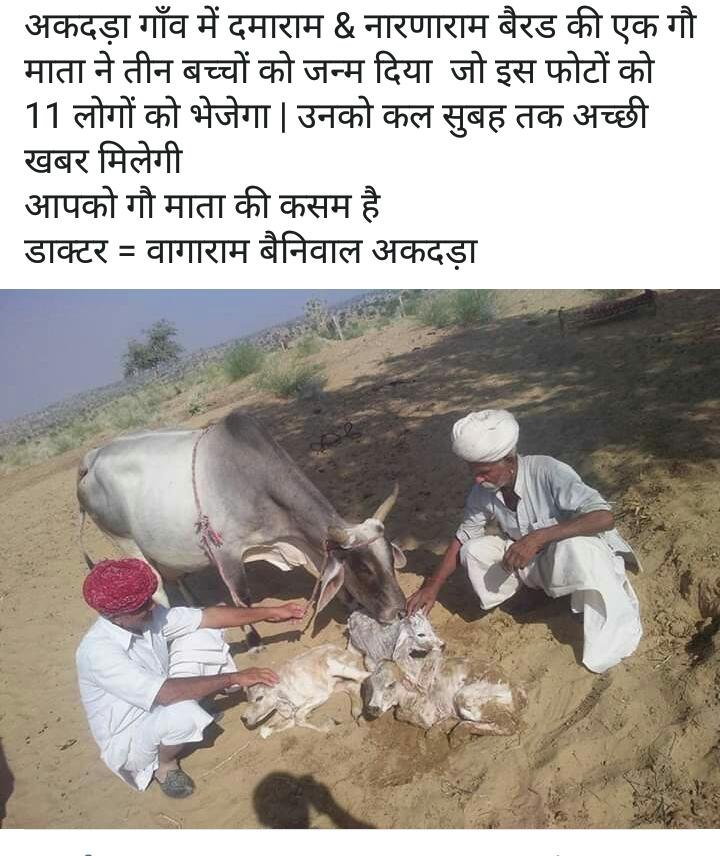 अकदड़ा गाँव में दमाराम & नारणाराम बैरड की एक गौ
माता ने तीन बच्चों को जन्म दिया  जो इस फोटों को
11 लोगों को भेजेगा | उनको कल सुबह तक अच्छी
खबर मिलेगी
आपको गौ माता की कसम है
डाक्टर = वागाराम बैनिवाल अकदड़ा